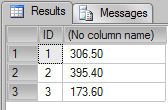 Results Messages
ID (No column name)
1 1 306.50
2 2 395.40
3 3 173.60